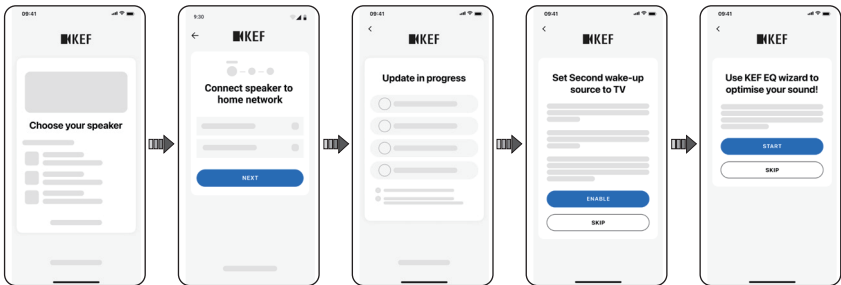 09:41
KEF
Choose your speaker
9:30
KEF
Connect speaker to
home network
NEXT
09:41
KEF
Update in progress
09:41
KEF
Set Second wake-up
source to TV
ENABLE
SKIP
09:41
KEF
Use KEF EQ wizard to
optimise your sound!
START
SKIP